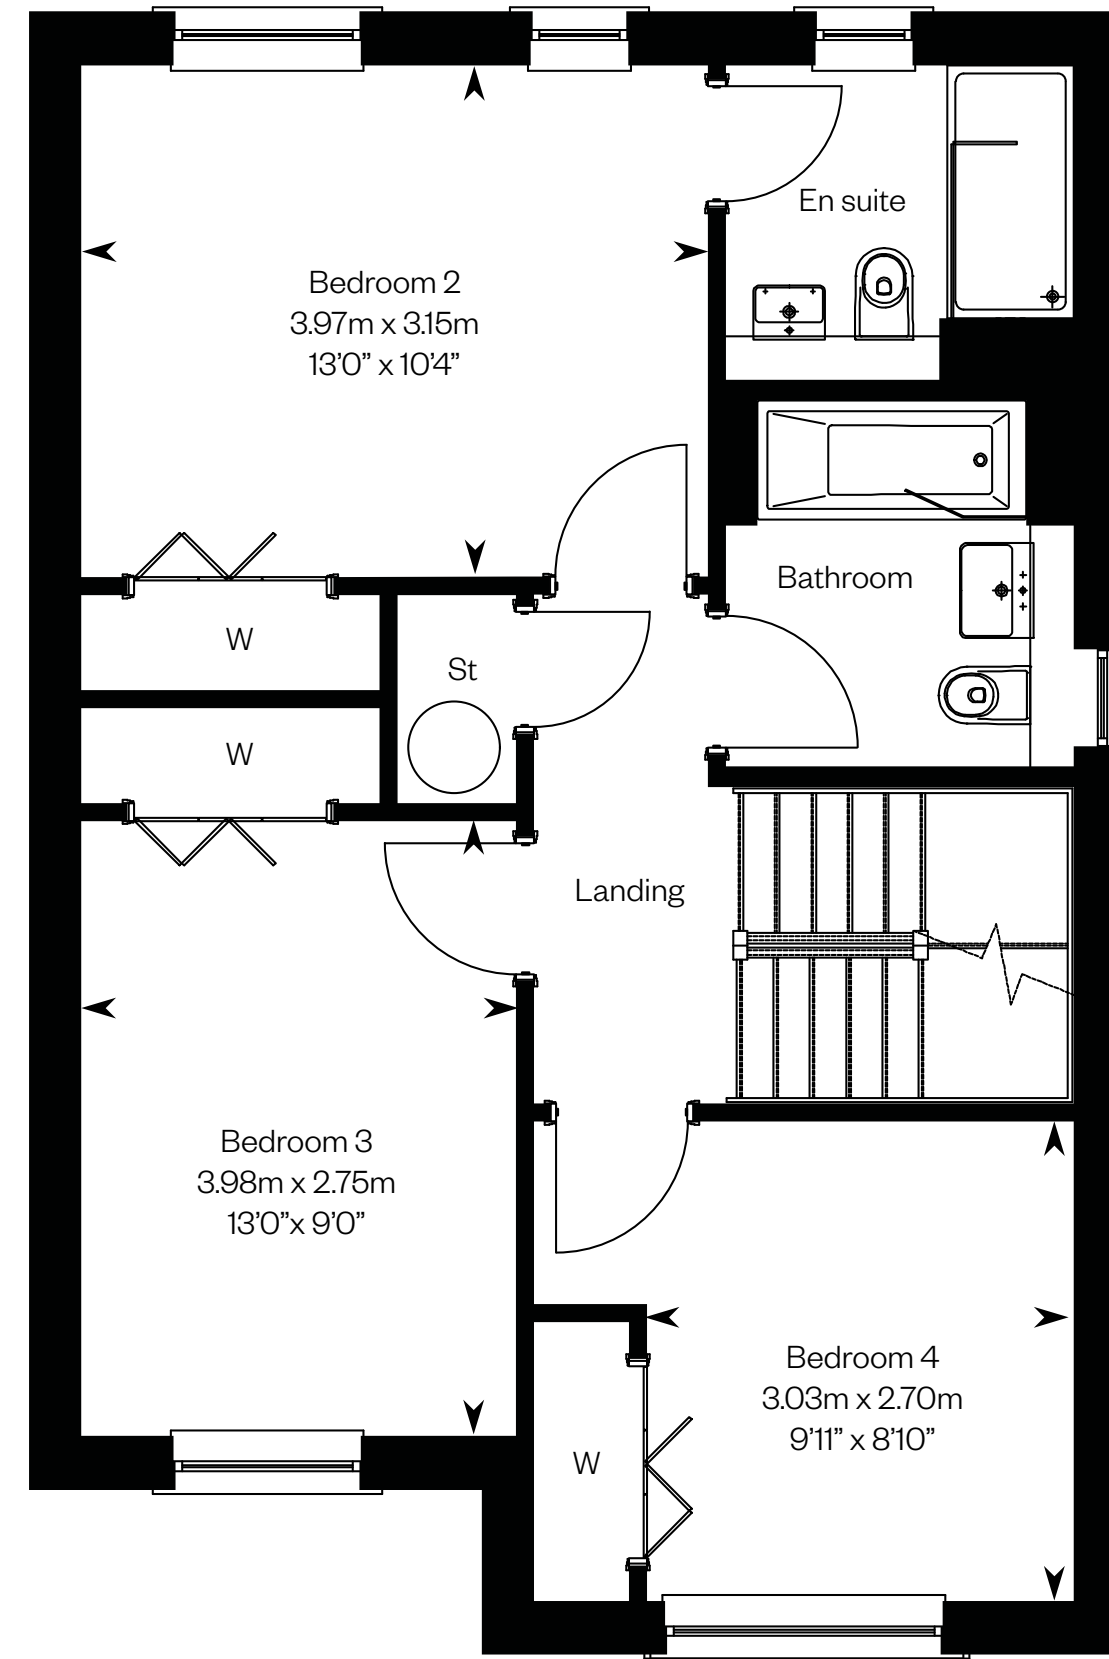 En suite
Bedroom 2
3.97m x 3.15m
13’0” x 10’4”
Bathroom
W
St
W
Landing
Bedroom 3
3.98m x 2.75m
13’0”x 9’0”
Bedroom 4
3.03m x 2.70m
9’11” x 8’10”
W